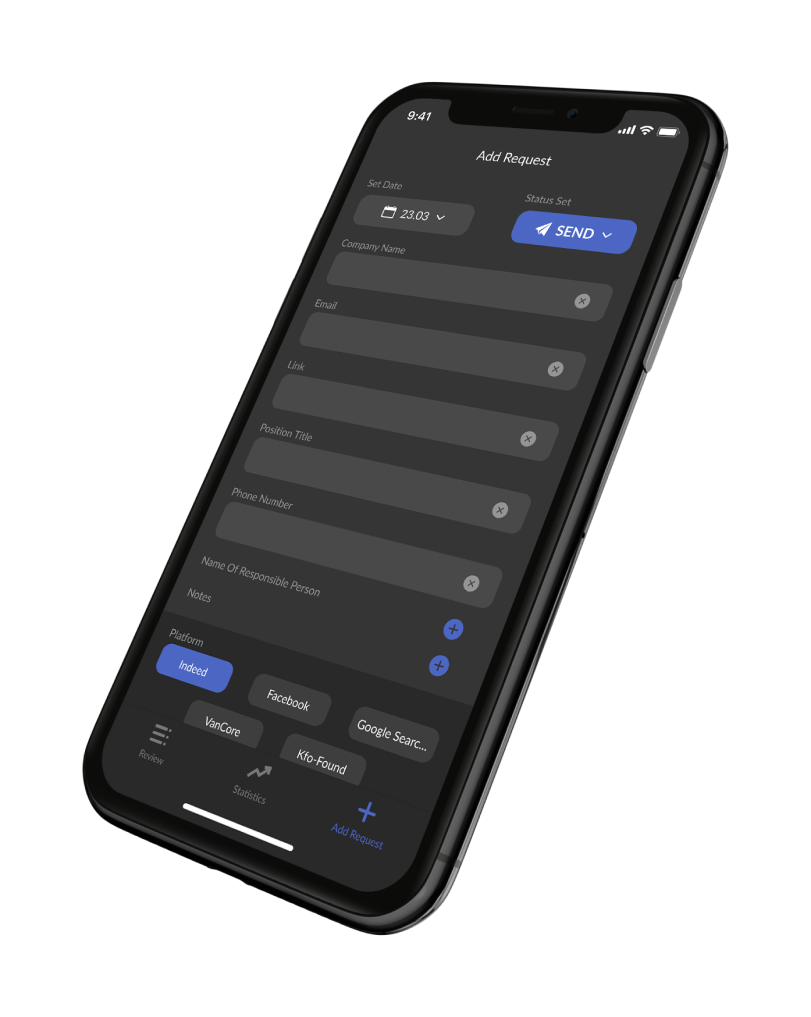 9:41
Add Request
Set Date
Status Set
23.03
SEND
Company Name
Email
Link
Position Title
Phone Number
Name Of Responsible Person
Notes
Platform
Indeed
Facebook
Google Searc...
VanCore
Kfo-Found
Review
Statistics
Add Request